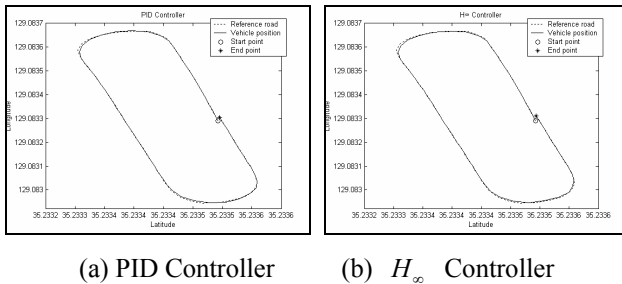 PID Controller
Reference road
Vehicle position
Start point
End point
129.0837
129.0836
129.0835
129.0834
129.0833
129.0832
129.0831
129.083
Longitude
35.2332 35.2333 35.2333 35.2334 35.2334 35.2335 35.2335 35.2336 35.2336
Latitude
H∞ Controller
Reference road
Vehicle position
Start point
End point
129.0837
129.0836
129.0835
129.0834
129.0833
129.0832
129.0831
129.083
Longitude
35.2332 35.2333 35.2333 35.2334 35.2334 35.2335 35.2335 35.2336 35.2336
Latitude
(a) PID Controller
(b) H∞ Controller